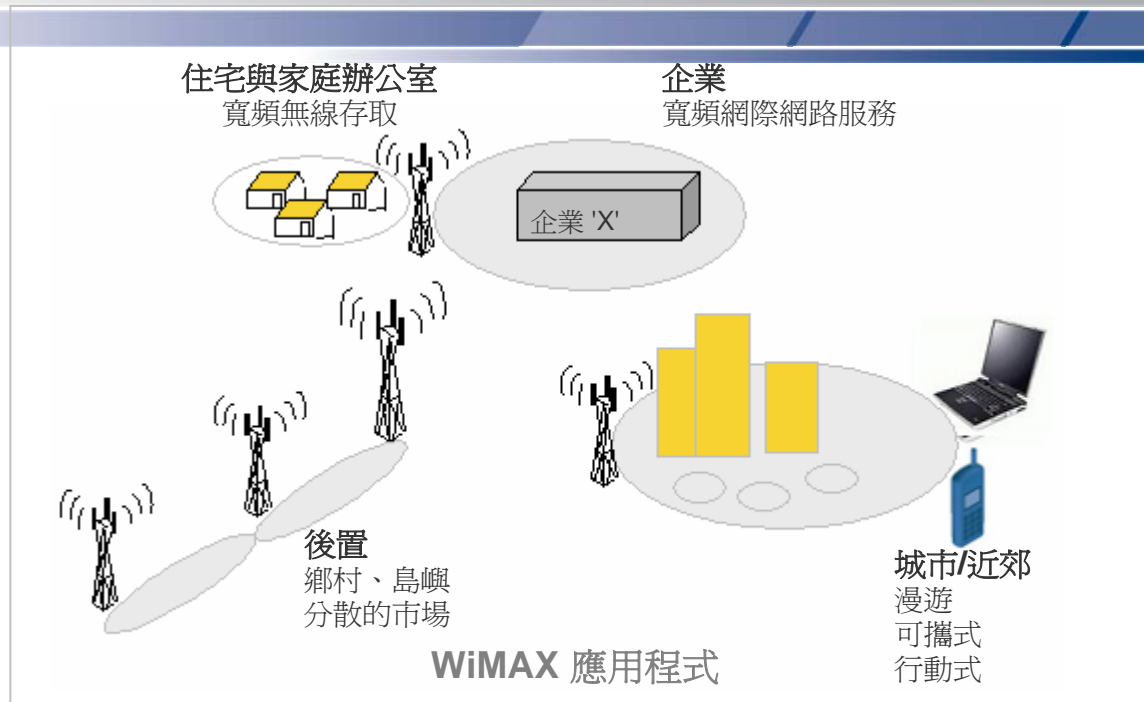 住宅與家庭辦公室
寬頻無線存取
企業
寬頻網際網路服務
企業 'X'
後置
鄉村、島嶼
分散的市場
城市/近郊
漫遊
可攜式
行動式
WiMAX 應用程式